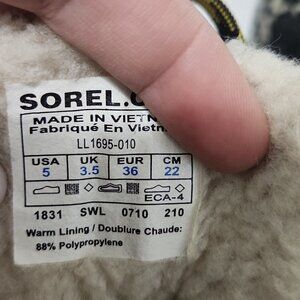 SOREL.C
MADE IN VIETN
Fabriqué En Vietn
LL1695-010
USA UK EUR CM
5 3.5 36 22
ECA-4
1831 SWL 0710 210
Warm Lining / Doublure Chaude:
88% Polypropylene